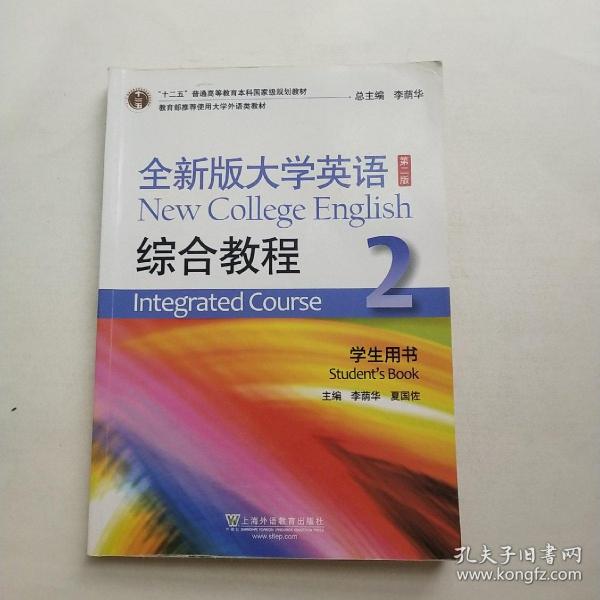 "十二五"普通高等教育本科国家级规划教材
教育部推荐使用大学外语类教材
总主编 李荫华
全新版大学英语
第二版
New College English
综合教程
2
Integrated Course
学生用书
Student's Book
主编 李荫华 夏国佐
上海外语教育出版社
www.sflep.com
孔夫子旧书网
www.kongfz.com